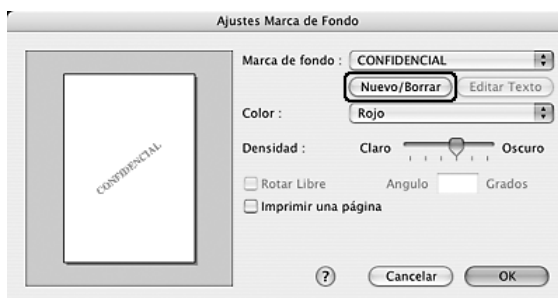 Ajustes Marca de Fondo
Marca de fondo : CONFIDENCIAL
Nuevo/Borrar Editar Texto
Color : Rojo
Densidad : Claro Oscuro
CONFIDENCIAL
Rotar Libre Angulo Grados
Imprimir una página
? Cancelar OK